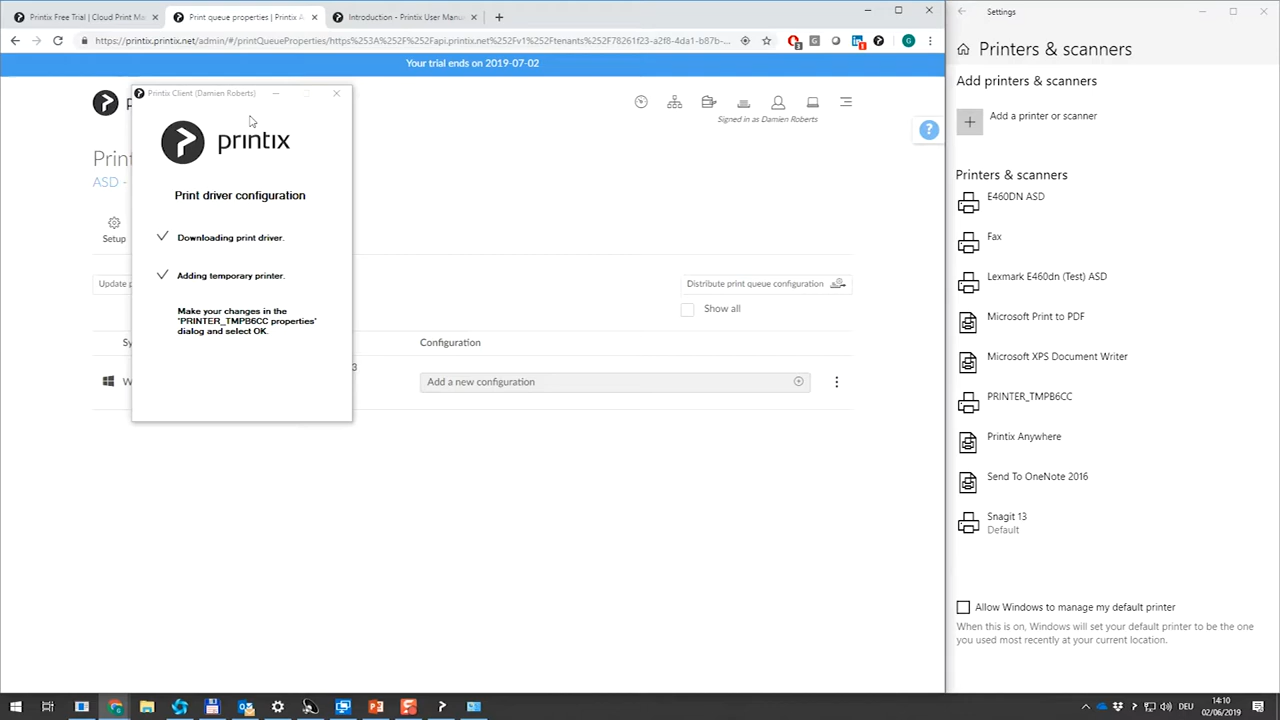 Printix Free Trial | Cloud Print Ma
Print queue properties | Printix A
Introduction - Printix User Manu
https://printix.printix.net/admin/#/printQueueProperties/https%253A%252F%252Fapi.printix.net%252Fv1%252Ftenants%252F78261f23-a2f8-4da1-b87b-...
Your trial ends on 2019-07-02
Printix Client (Damien Roberts)
printix
Signed in as Damien Roberts
Print
ASD -
Print driver configuration
Setup
Downloading print driver.
Adding temporary printer.
Make your changes in the
'PRINTER_TMPB6CC properties'
dialog and select OK.
Update p
Distribute print queue configuration
Show all
Sy
Configuration
W
3
Add a new configuration
Settings
Printers & scanners
Add printers & scanners
Add a printer or scanner
Printers & scanners
E460DN ASD
Fax
Lexmark E460dn (Test) ASD
Microsoft Print to PDF
Microsoft XPS Document Writer
PRINTER_TMPB6CC
Printix Anywhere
Send To OneNote 2016
Snagit 13
Default
Allow Windows to manage my default printer
When this is on, Windows will set your default printer to be the one
you used most recently at your current location.
DEU
14:10
02/06/2019